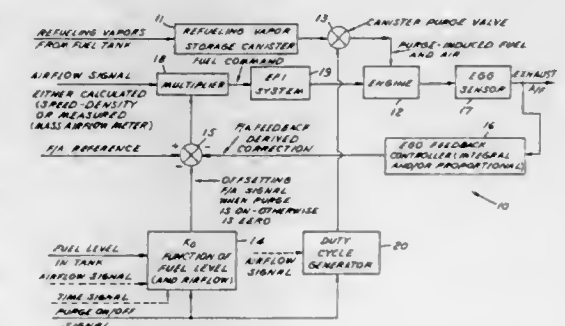 11
13
REFUELING VAPORS
FROM FUEL TANK
REFUELING VAPOR
STORAGE CANISTER
CANISTER PURGE VALVE
FUEL COMMAND
PURGE-INDUCED FUEL
AND AIR
AIRFLOW SIGNAL
18
MULTIPLIER
EFI
SYSTEM
19
ENGINE
12
EGO
SENSOR
17
EXHAUST
A/F
EITHER CALCULATED
(SPEED-DENSITY
OR MEASURED
(MASS AIRFLOW METER)
15
F/A REFERENCE
+
-
-
F/A FEEDBACK
DERIVED
CORRECTION
16
EGO FEEDBACK
CONTROLLER (INTEGRAL
AND/OR PROPORTIONAL)
10
OFFSETTING
F/A SIGNAL
WHEN PURGE
IS ON-OTHERWISE
IS ZERO
FUEL LEVEL
IN TANK
AIRFLOW SIGNAL
TIME SIGNAL
PURGE ON/OFF
SIGNAL
KO
FUNCTION OF
FUEL LEVEL
(AND AIRFLOW)
14
AIRFLOW
SIGNAL
DUTY
CYCLE
GENERATOR
20